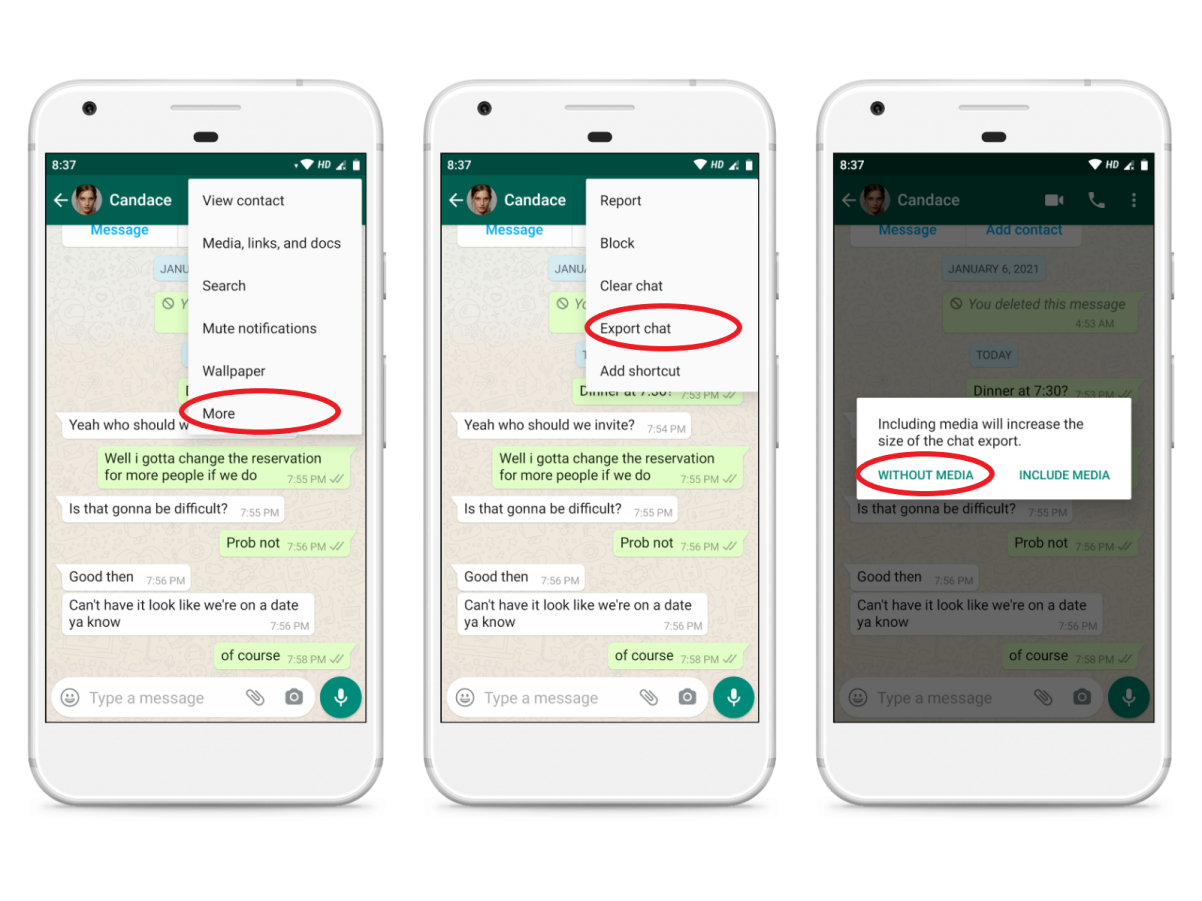 8:37
HD
Candace
View contact
Media, links, and docs
Search
Mute notifications
Wallpaper
More
Message
JANU
Yeah who should w
Well i gotta change the reservation
for more people if we do 7:55 PM
Is that gonna be difficult? 7:55 PM
Prob not 7:56 PM
Good then 7:56 PM
Can't have it look like we're on a date
ya know 7:56 PM
of course 7:58 PM
Type a message
8:37
HD
Candace
Report
Block
Clear chat
Export chat
Add shortcut
Message
JANU
Yo
Dinner at 7:30? 7:53 PM
Yeah who should we invite? 7:54 PM
Well i gotta change the reservation
for more people if we do 7:55 PM
Is that gonna be difficult? 7:55 PM
Prob not 7:56 PM
Good then 7:56 PM
Can't have it look like we're on a date
ya know 7:56 PM
of course 7:58 PM
Type a message
8:37
HD
Candace
Message
Add contact
JANUARY 6, 2021
You deleted this message
4:53 AM
TODAY
Dinner at 7:30? 7:53 PM
Including media will increase the
size of the chat export.
WITHOUT MEDIA
INCLUDE MEDIA
Is that gonna be difficult? 7:55 PM
Prob not 7:56 PM
Good then 7:56 PM
Can't have it look like we're on a date
ya know 7:56 PM
of course 7:58 PM
Type a message